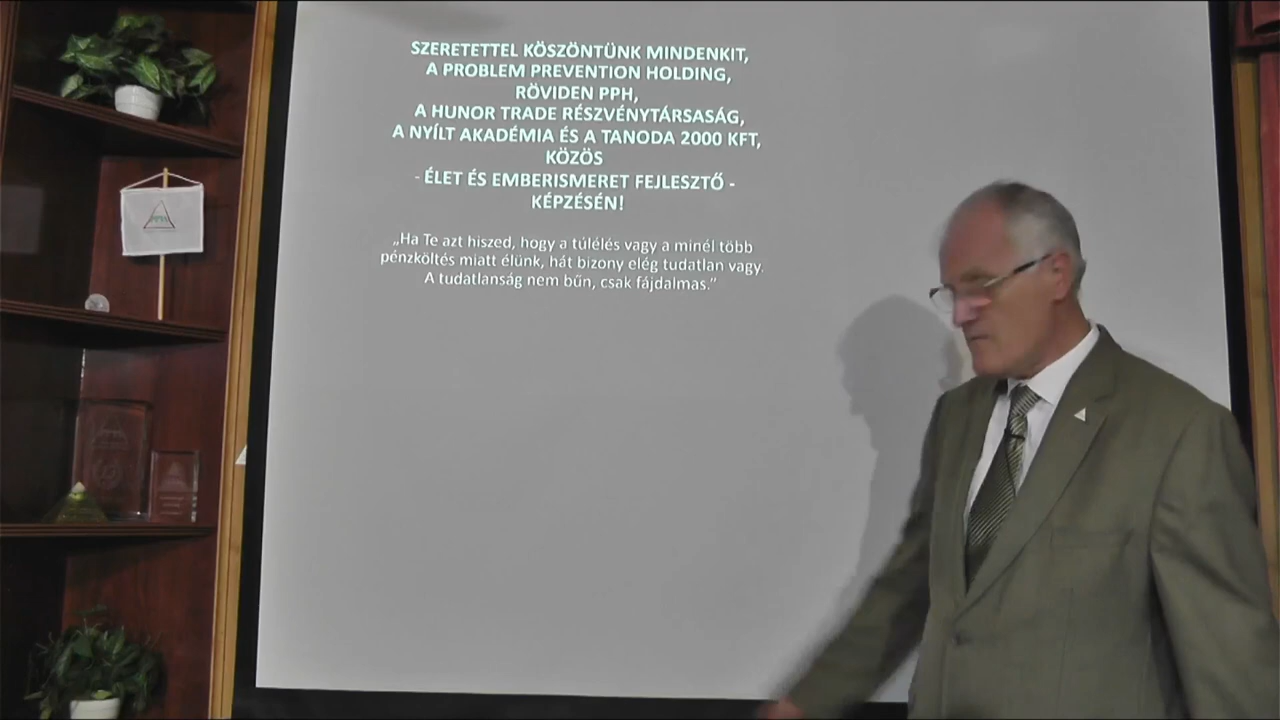 SZERETETTEL KÖSZÖNTÜNK MINDENKIT,
A PROBLEM PREVENTION HOLDING,
RÖVIDEN PPH,
A HUNOR TRADE RÉSZVÉNYTÁRSASÁG,
A NYÍLT AKADÉMIA ÉS A TANODA 2000 KFT,
KÖZÖS
- ÉLET ÉS EMBERISMERET FEJLESZTŐ -
KÉPZÉSÉN!
„Ha Te azt hiszed, hogy a túlélés vagy a minél több
pénzköltés miatt élünk, hát bizony elég tudatlan vagy.
A tudatlanság nem bűn, csak fájdalmas.”